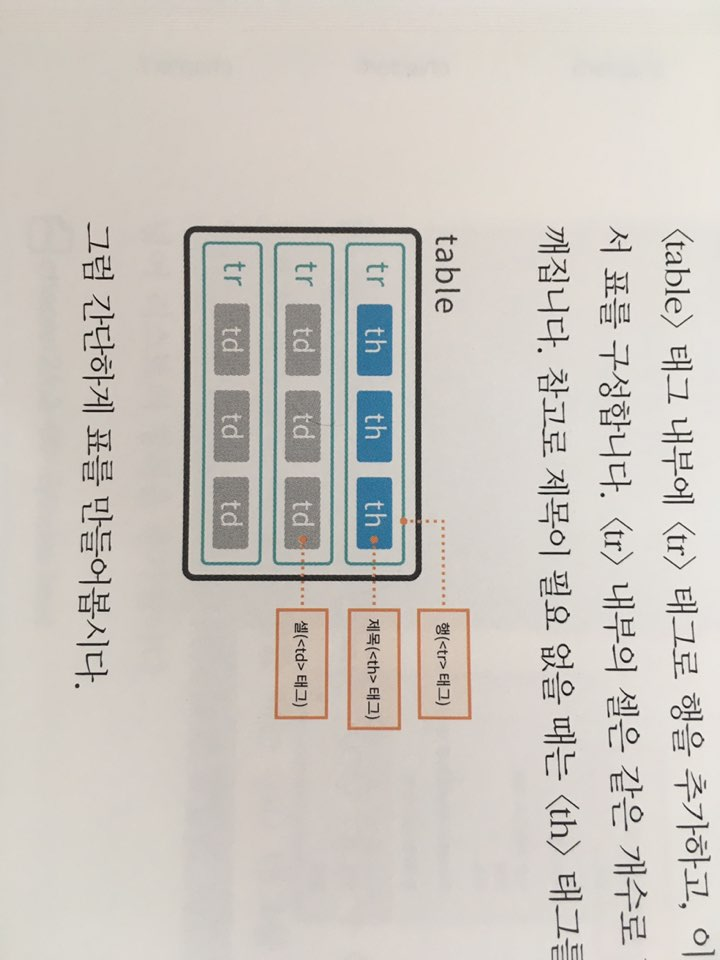 〈table〉 태그 내부에 〈tr〉 태그로 행을 추가하고, 이
서 표를 구성합니다. 〈tr〉 내부의 셀은 같은 개수로
깨집니다. 참고로 제목이 필요 없을 때는 〈th〉 태그를
table
tr th th th
tr td td td
tr td td td
행(<tr> 태그)
제목(<th> 태그)
셀(<td> 태그)
그럼 간단하게 표를 만들어봅시다.